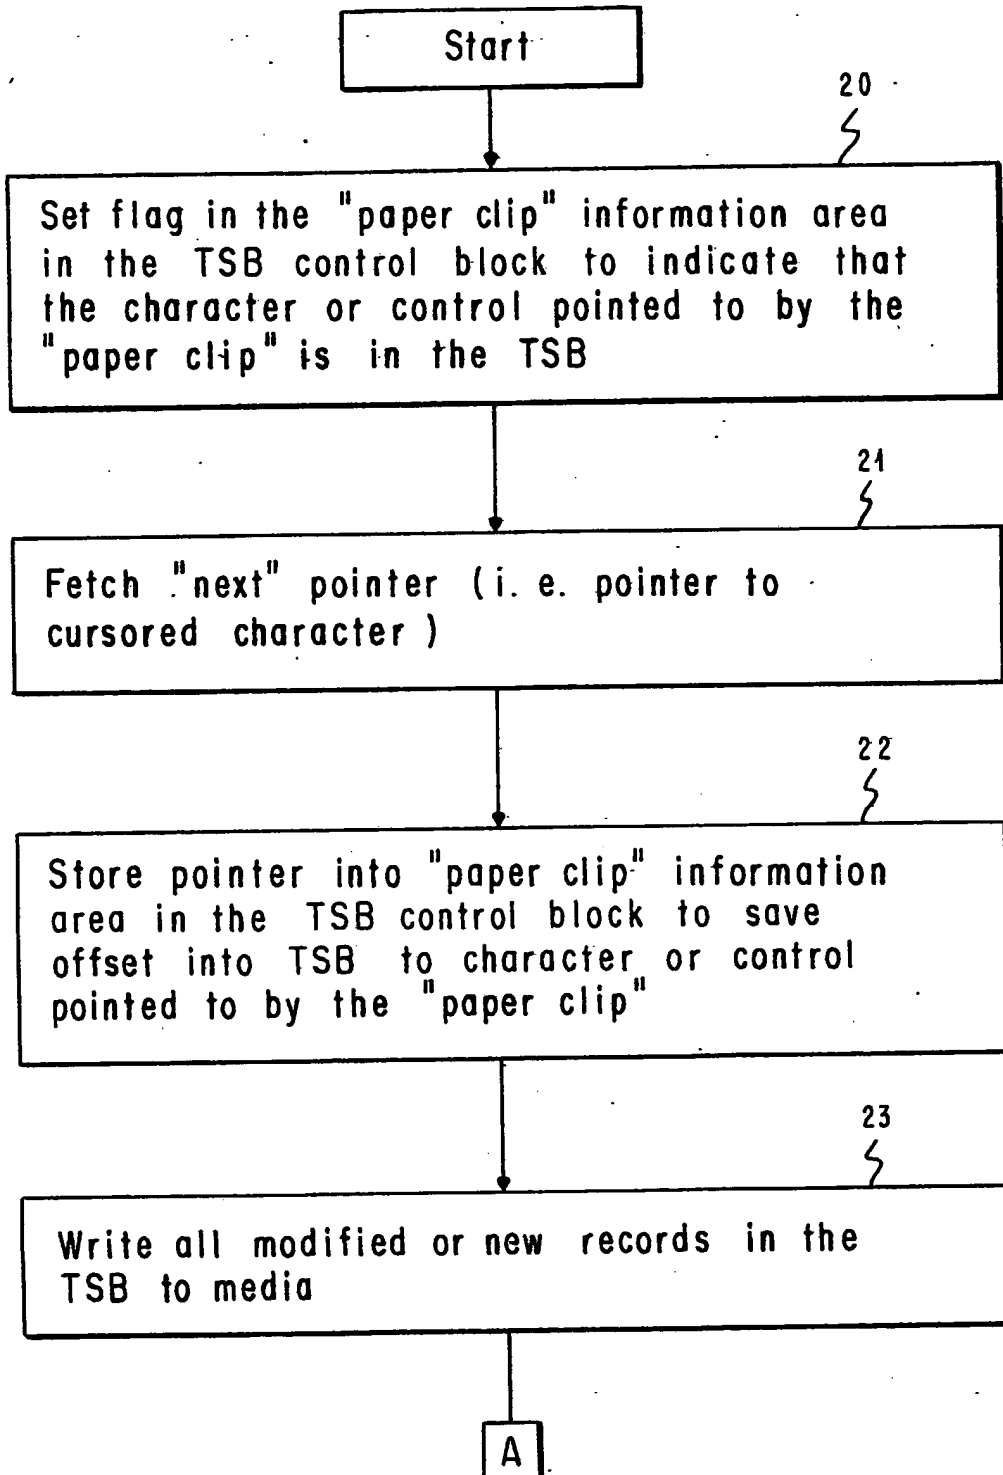 Start
20
Set flag in the "paper clip" information area
in the TSB control block to indicate that
the character or control pointed to by the
"paper clip" is in the TSB
21
Fetch "next" pointer (i.e. pointer to
cursored character)
22
Store pointer into "paper clip" information
area in the TSB control block to save
offset into TSB to character or control
pointed to by the "paper clip"
23
Write all modified or new records in the
TSB to media
A